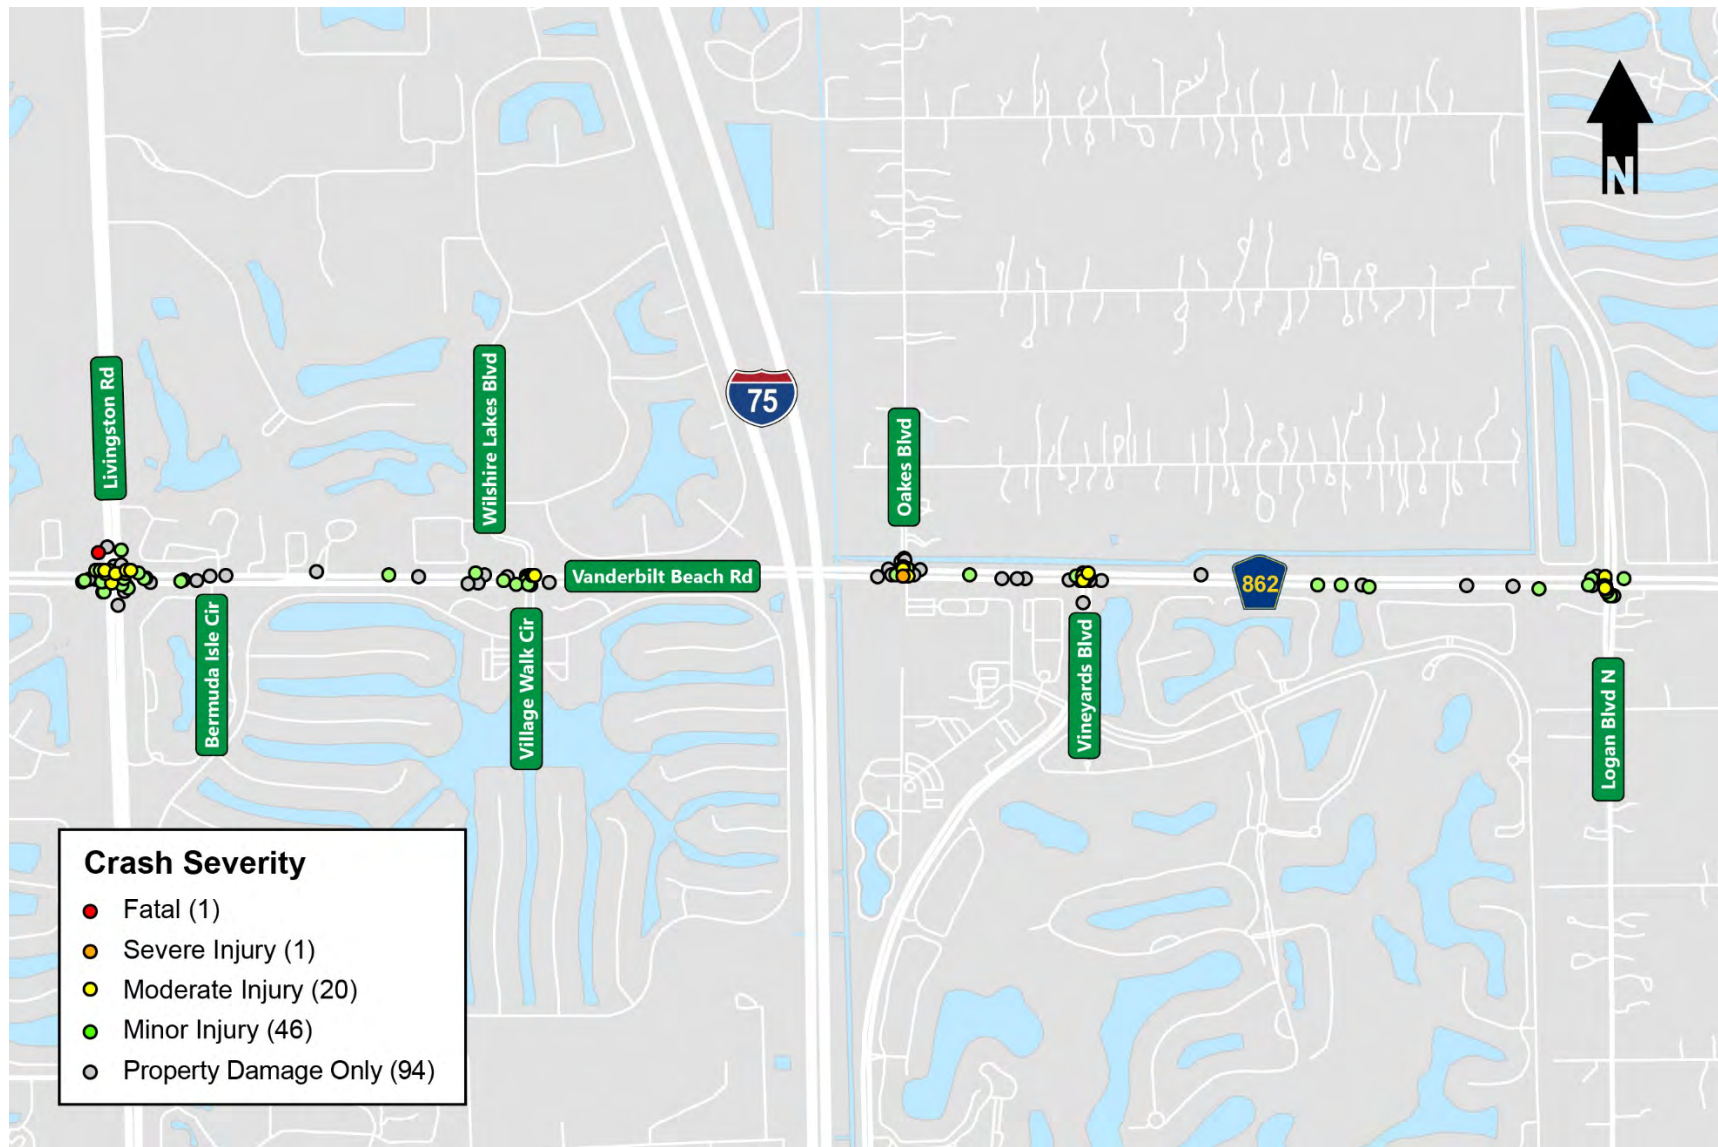 N
Livingston Rd
Wilshire Lakes Blvd
75
Oakes Blvd
Vanderbilt Beach Rd
862
Bermuda Isle Cir
Village Walk Cir
Vineyards Blvd
Logan Blvd N
Crash Severity
Fatal (1)
Severe Injury (1)
Moderate Injury (20)
Minor Injury (46)
Property Damage Only (94)